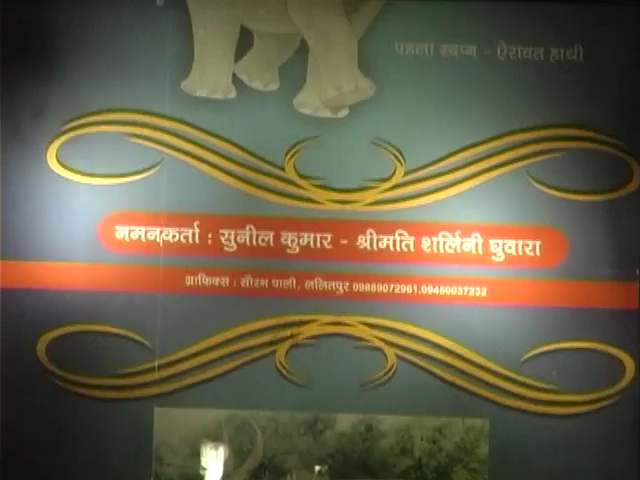 पहला स्वप्न - ऐरावत हाथी
नमनकर्ता : सुनील कुमार - श्रीमति शर्लिनी घुवारा
ग्राफिक्स : सौरभ पाली, ललितपुर 09889072961,09450037232